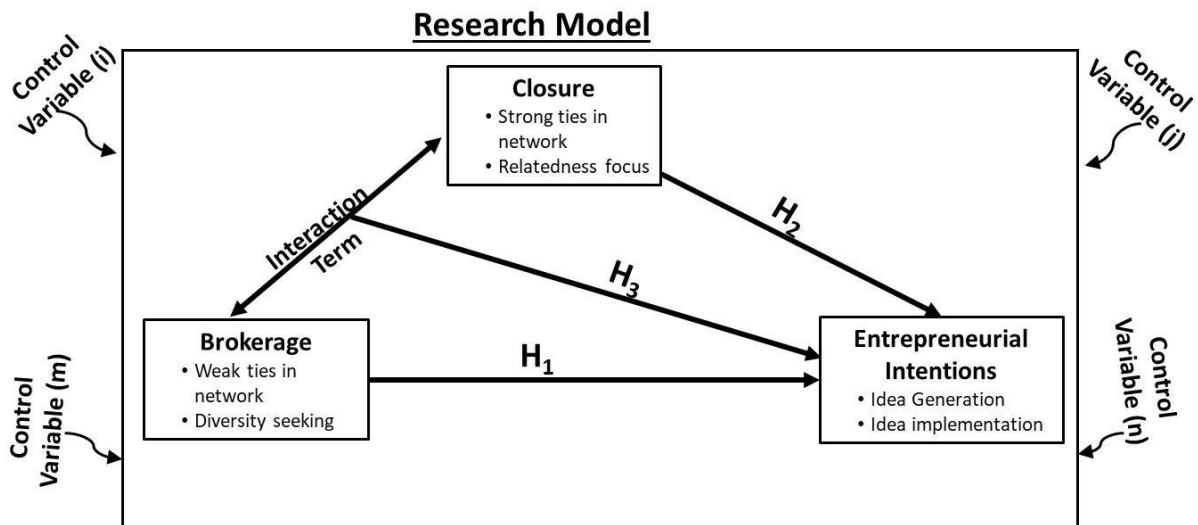 Research Model
Control
Variable (i)
Control
Variable (j)
Closure
• Strong ties in
network
• Relatedness focus
Interaction
Term
H2
H3
Brokerage
• Weak ties in
network
• Diversity seeking
H1
Entrepreneurial
Intentions
• Idea Generation
• Idea implementation
Control
Variable (m)
Control
Variable (n)